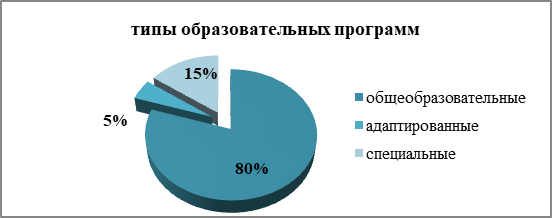 типы образовательных программ
15%
5%
80%
общеобразовательные
адаптированные
специальные